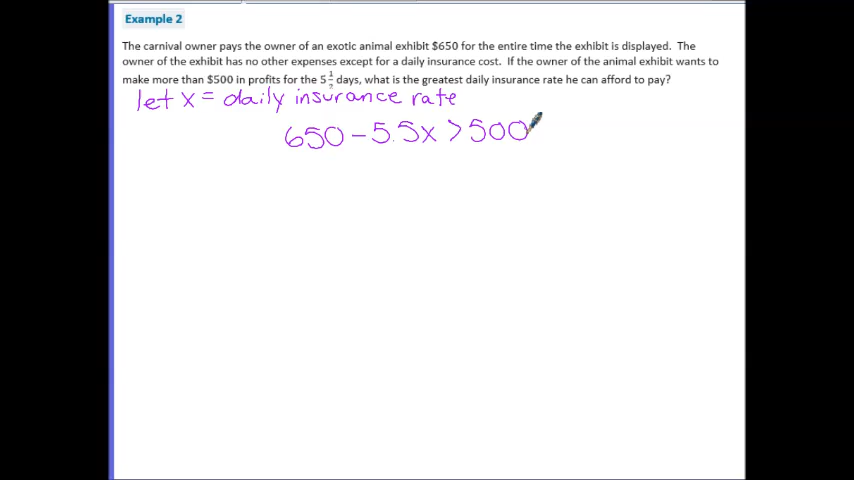 Example 2
The carnival owner pays the owner of an exotic animal exhibit $650 for the entire time the exhibit is displayed. The
owner of the exhibit has no other expenses except for a daily insurance cost. If the owner of the animal exhibit wants to
make more than $500 in profits for the 5 1/2 days, what is the greatest daily insurance rate he can afford to pay?
let x = daily insurance rate
650 - 5.5x > 500